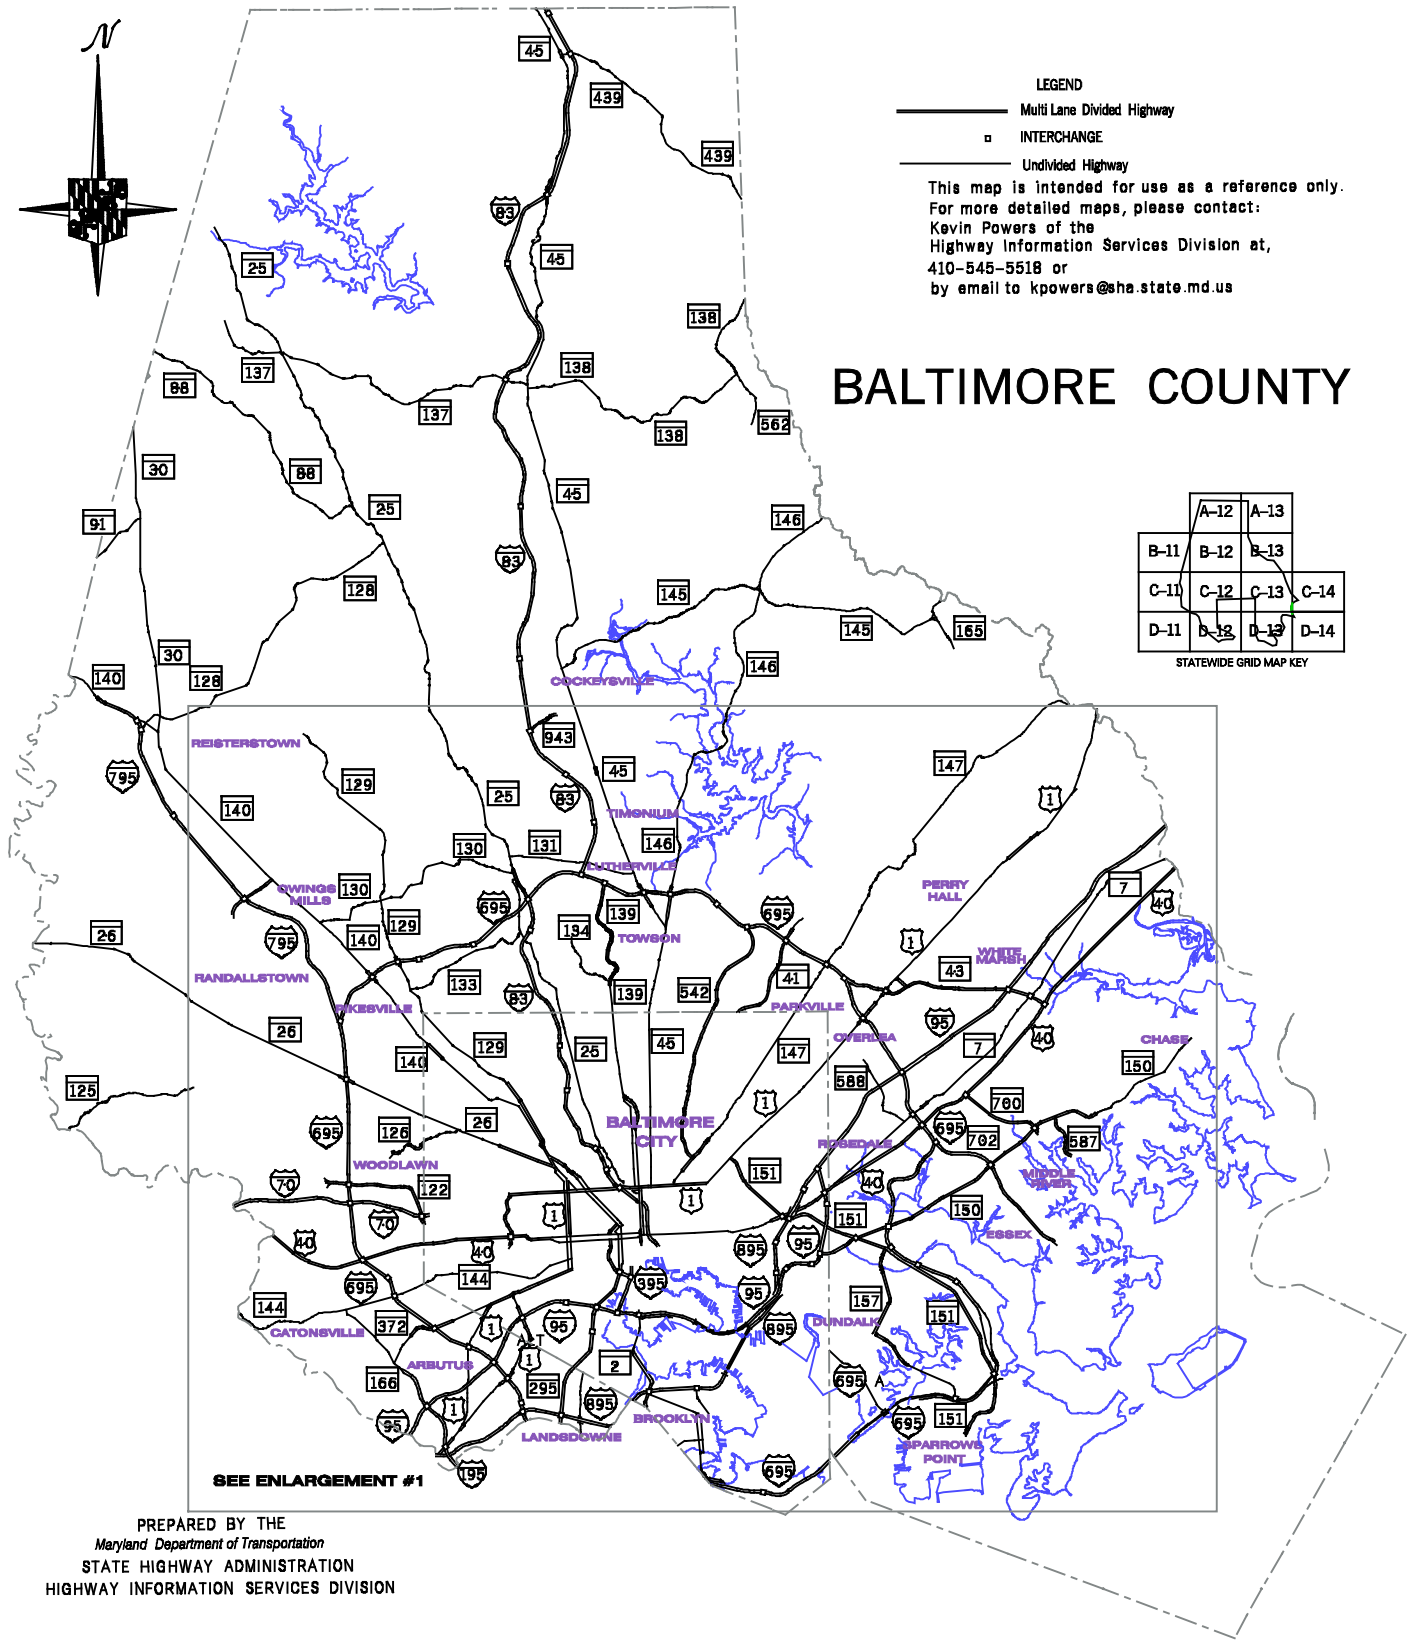 N
45
439
439
LEGEND
Multi Lane Divided Highway
INTERCHANGE
Undivided Highway
This map is intended for use as a reference only.
For more detailed maps, please contact:
Kevin Powers of the
Highway Information Services Division at,
410-545-5518 or
by email to kpowers@sha.state.md.us
83
45
25
138
BALTIMORE COUNTY
137
88
138
137
138
562
30
88
45
25
91
146
83
A-12 A-13
B-11 B-12 B-13
C-11 C-12 C-13 C-14
D-11 D-12 D-13 D-14
STATEWIDE GRID MAP KEY
128
145
145
165
30
128
140
146
COCKEYSVILLE
REISTERSTOWN
943
795
129
45
147
140
25
83
1
TIMONIUM
130
131
146
LUTHERVILLE
OWINGS
MILLS
130
PERRY
HALL
7
40
695
139
695
129
134
26
140
795
TOWSON
1
WHITE
MARSH
43
RANDALLSTOWN
133
83
139
542
41
PIKESVILLE
PARKVILLE
95
26
OVERLEA
40
CHASE
129
140
25
45
147
7
150
588
125
1
700
26
BALTIMORE
CITY
695
126
695
702
587
WOODLAWN
ROSEDALE
151
MIDDLE
RIVER
70
122
40
1
1
151
150
70
ESSEX
40
40
895
95
695
144
395
95
144
157
151
CATONSVILLE
372
1
95
895
DUNDALK
T
ARBUTUS
1
2
166
295
695
A
1
895
95
BROOKLYN
695
151
LANDSDOWNE
SPARROWS
POINT
695
195
SEE ENLARGEMENT #1
PREPARED BY THE
Maryland Department of Transportation
STATE HIGHWAY ADMINISTRATION
HIGHWAY INFORMATION SERVICES DIVISION